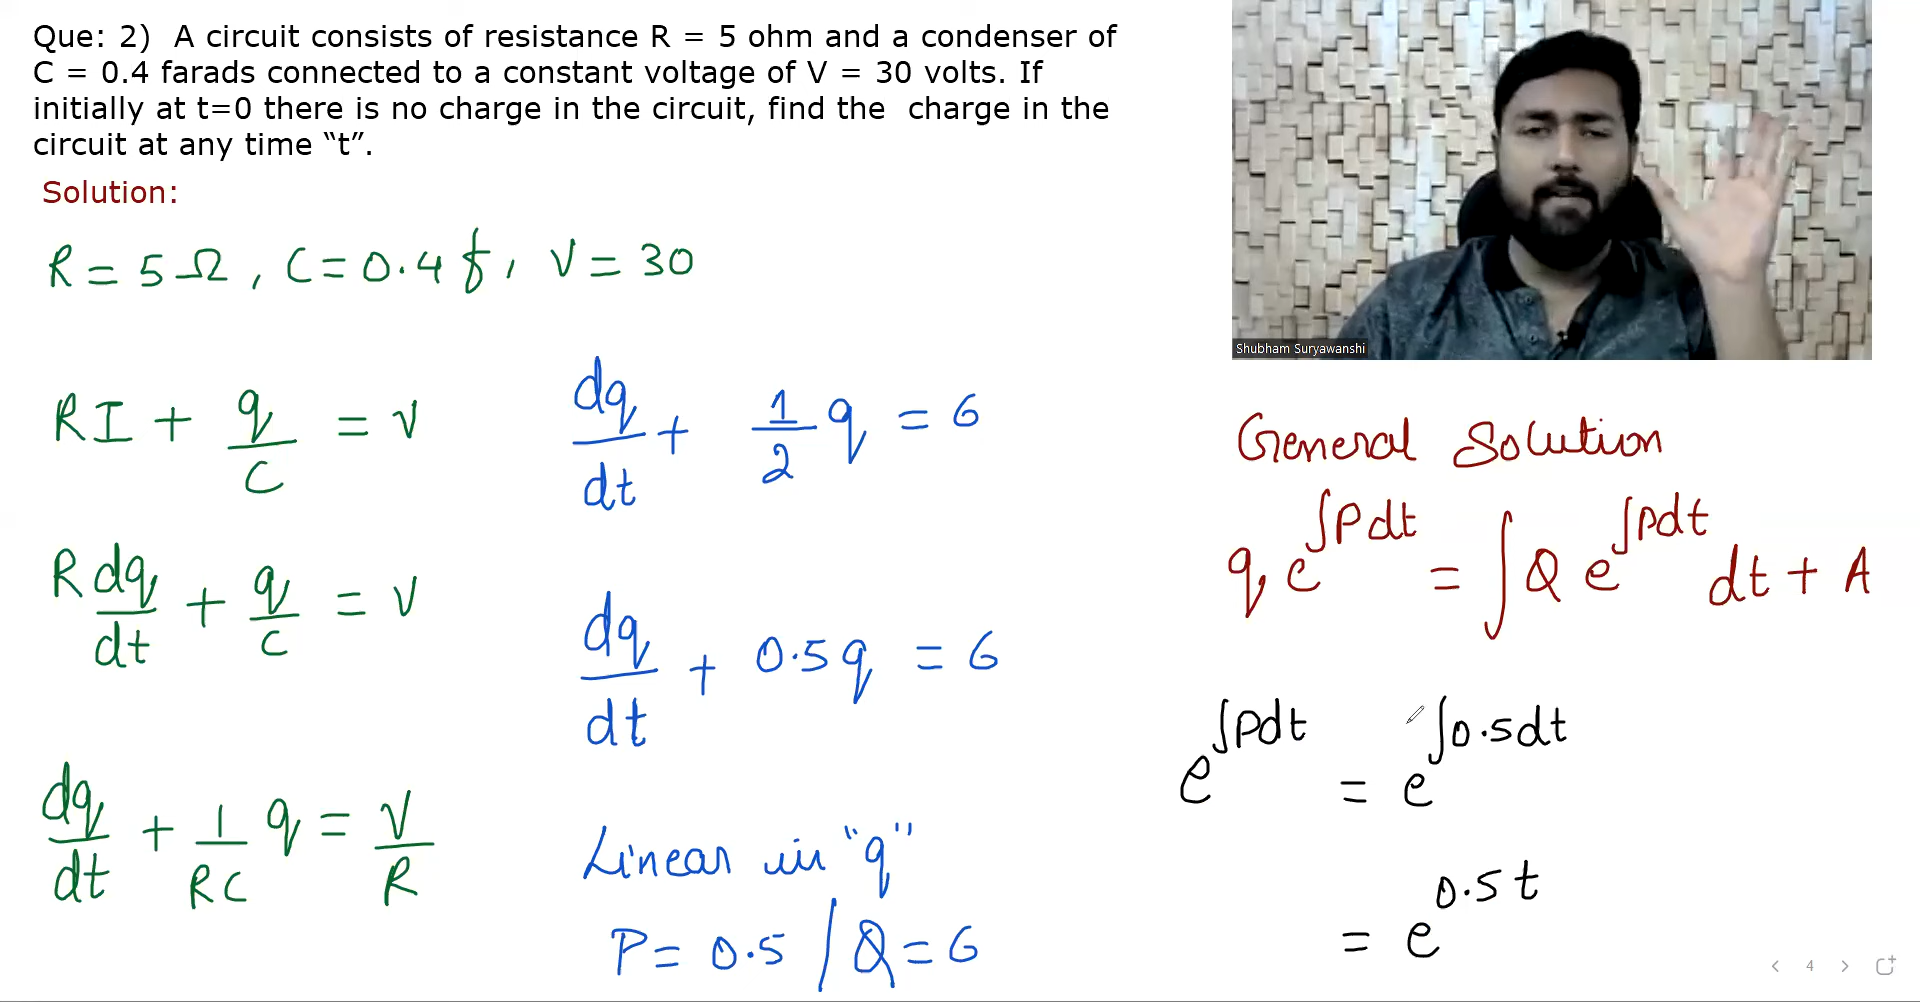 Que: 2) A circuit consists of resistance R = 5 ohm and a condenser of
C = 0.4 farads connected to a constant voltage of V = 30 volts. If
initially at t=0 there is no charge in the circuit, find the charge in the
circuit at any time “t”.
Solution:
R = 5 Ω , C = 0.4 f , V = 30
RI + q/C = V
R dq/dt + q/C = V
dq/dt + 1/RC q = V/R
dq/dt + 1/2 q = 6
dq/dt + 0.5 q = 6
Linear in "q"
P = 0.5 / Q = 6
Shubham Suryawanshi
General Solution
q e^∫Pdt = ∫ Q e^∫Pdt dt + A
e^∫Pdt = e^∫0.5dt
= e^0.5t
< 4 >